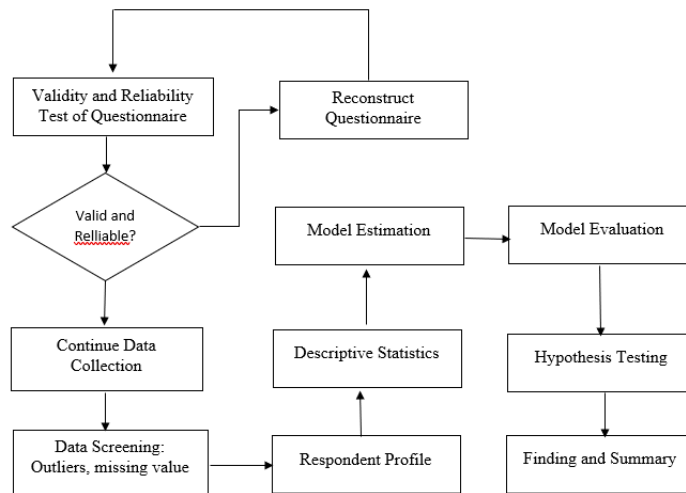 Validity and Reliability
Test of Questionnaire
Reconstruct
Questionnaire
Valid and
Relliable?
Model Estimation
Model Evaluation
Continue Data
Collection
Descriptive Statistics
Hypothesis Testing
Data Screening:
Outliers, missing value
Respondent Profile
Finding and Summary